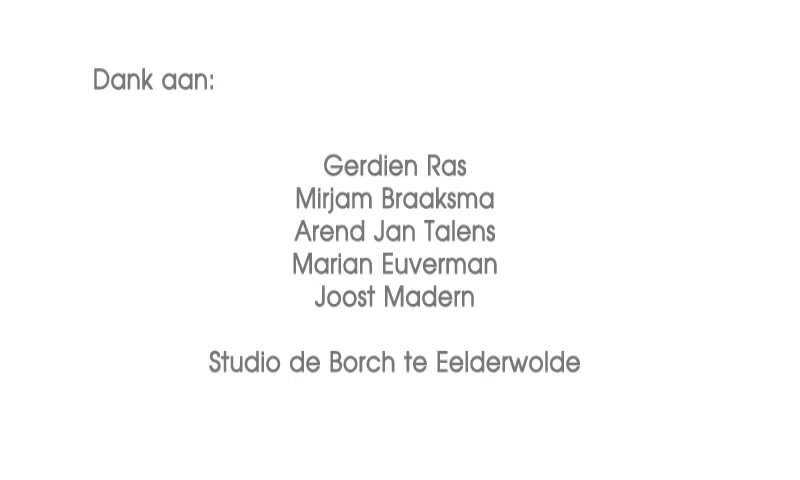 Dank aan:
Gerdien Ras
Mirjam Braaksma
Arend Jan Talens
Marian Euverman
Joost Madern
Studio de Borch te Eelderwolde